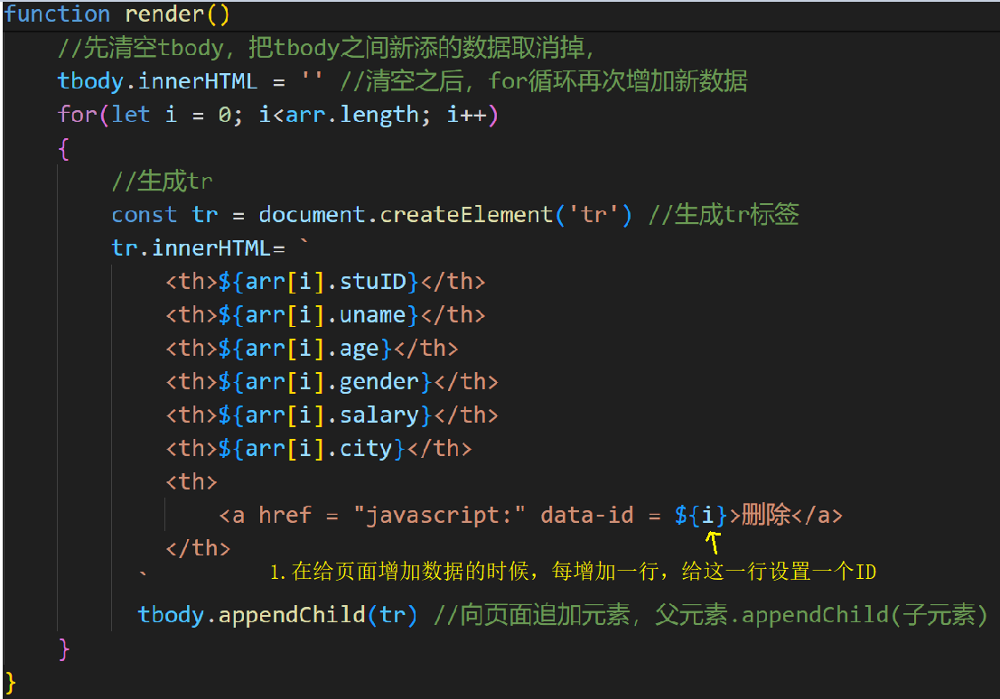 function render()
//先清空tbody，把tbody之间新添的数据取消掉，
tbody.innerHTML = '' //清空之后，for循环再次增加新数据
for(let i = 0; i<arr.length; i++)
{
//生成tr
const tr = document.createElement('tr') //生成tr标签
tr.innerHTML= `
<th>${arr[i].stuID}</th>
<th>${arr[i].uname}</th>
<th>${arr[i].age}</th>
<th>${arr[i].gender}</th>
<th>${arr[i].salary}</th>
<th>${arr[i].city}</th>
<th>
<a href = "javascript:" data-id = ${i}>删除</a>
</th>
`
1.在给页面增加数据的时候，每增加一行，给这一行设置一个ID
tbody.appendChild(tr) //向页面追加元素，父元素.appendChild(子元素)
}
}